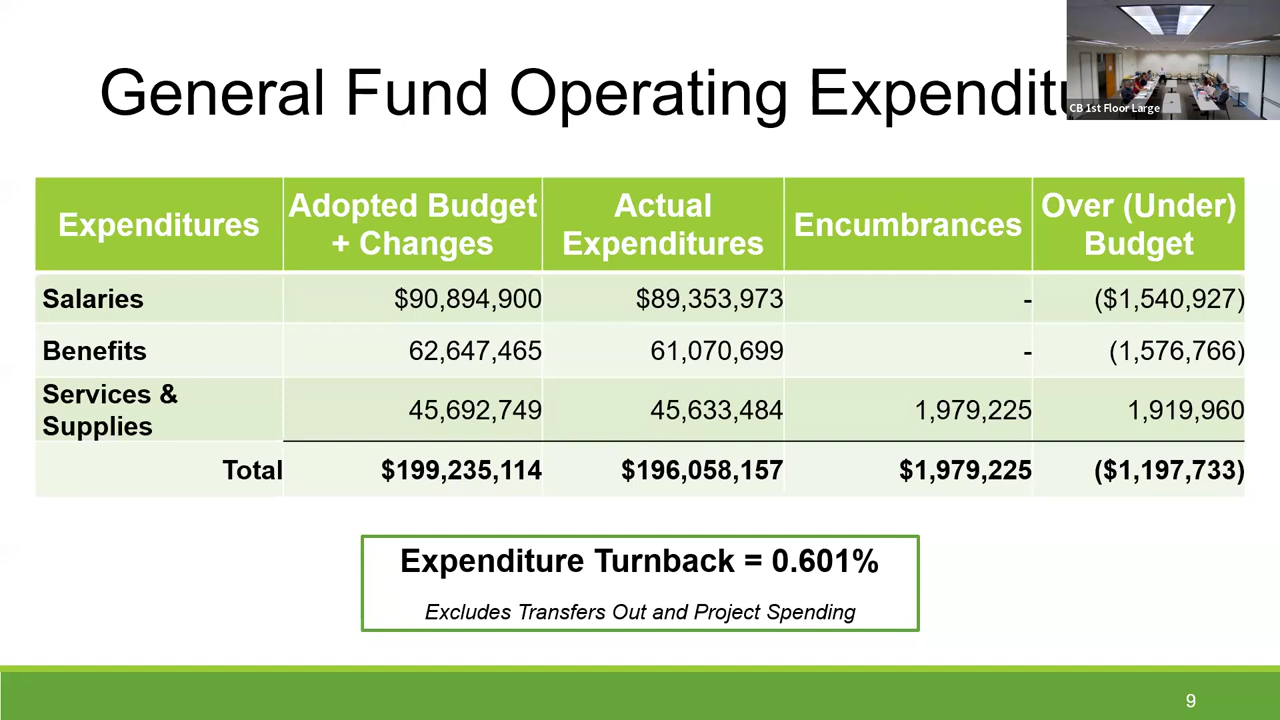 General Fund Operating
CB 1st Floor Large
Expenditures
Adopted Budget
+ Changes
Actual
Expenditures
Encumbrances
Over (Under)
Budget
Salaries
$90,894,900
$89,353,973
-
($1,540,927)
Benefits
62,647,465
61,070,699
-
(1,576,766)
Services &
Supplies
45,692,749
45,633,484
1,979,225
1,919,960
Total
$199,235,114
$196,058,157
$1,979,225
($1,197,733)
Expenditure Turnback = 0.601%
Excludes Transfers Out and Project Spending
9